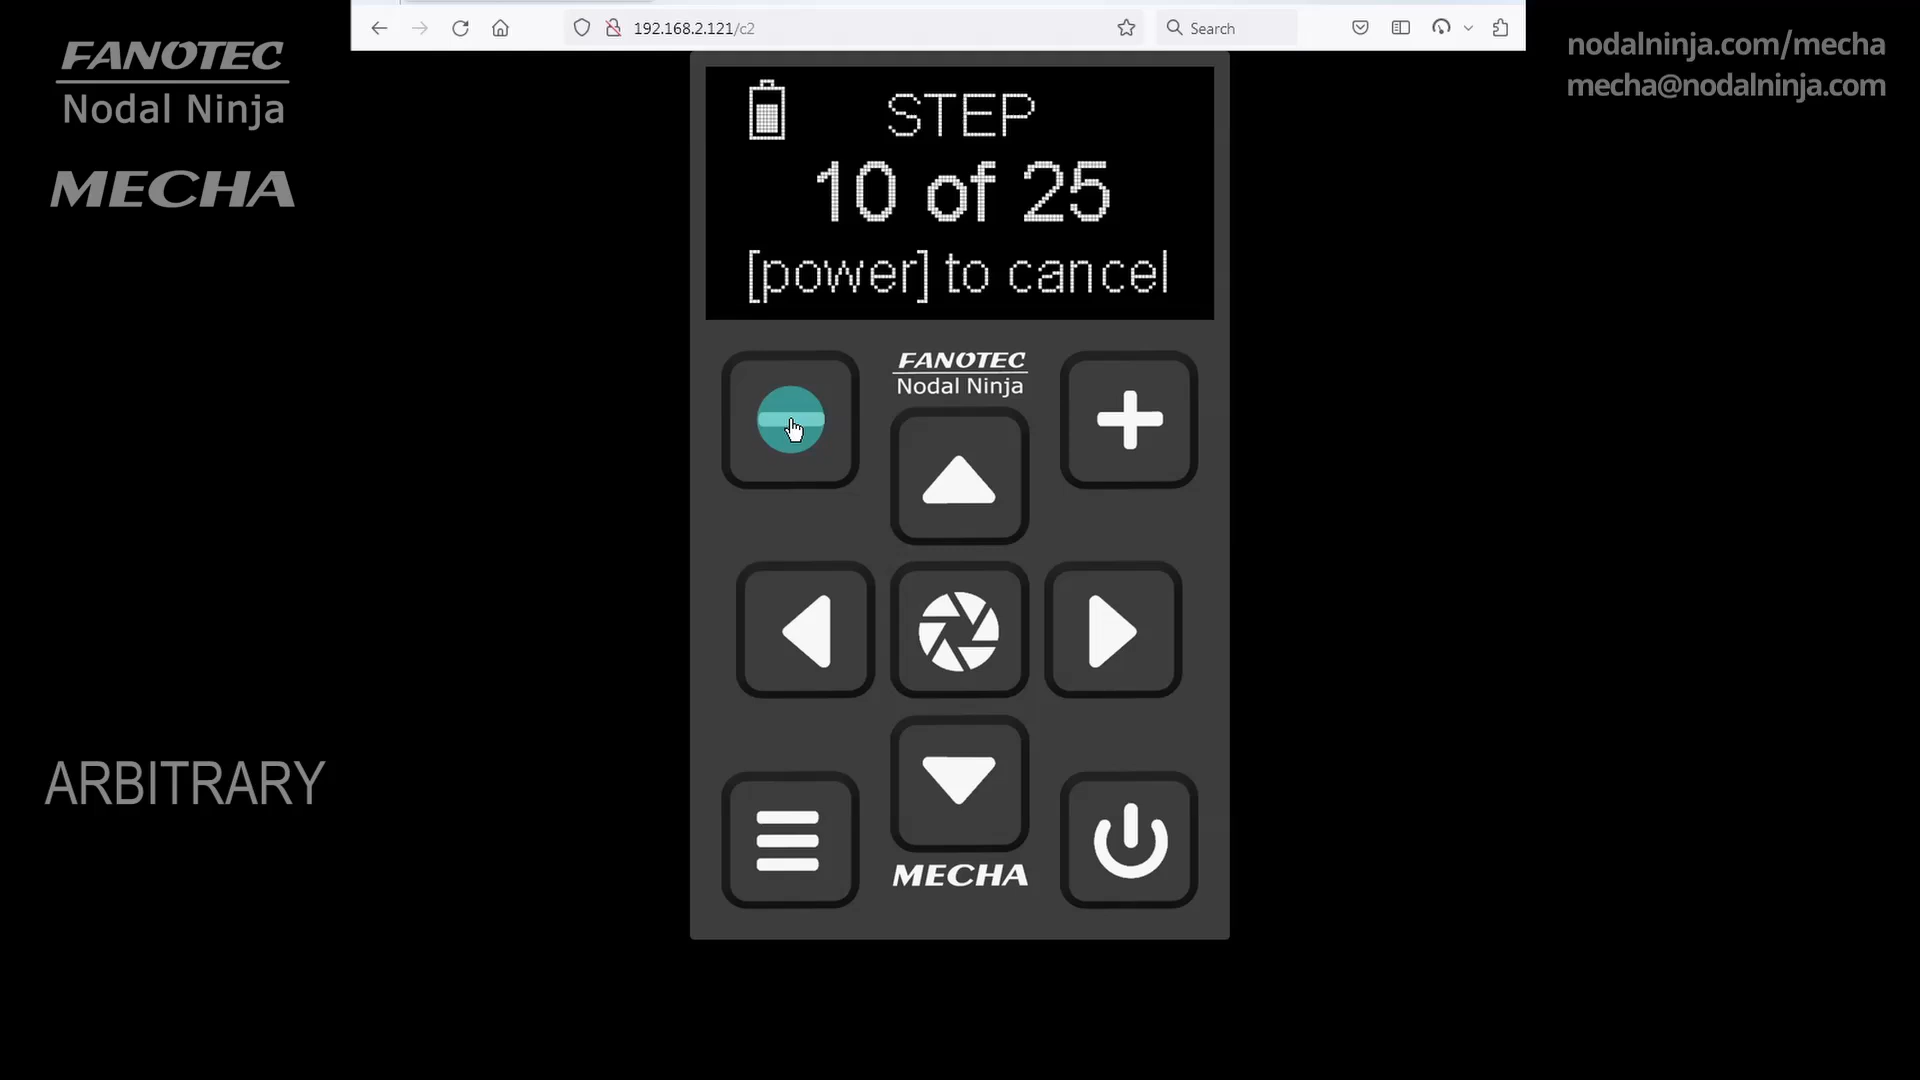 FANOTEC
Nodal Ninja
MECHA
192.168.2.121/c2
Search
nodalninja.com/mecha
mecha@nodalninja.com
STEP
10 of 25
[power] to cancel
FANOTEC
Nodal Ninja
ARBITRARY
MECHA